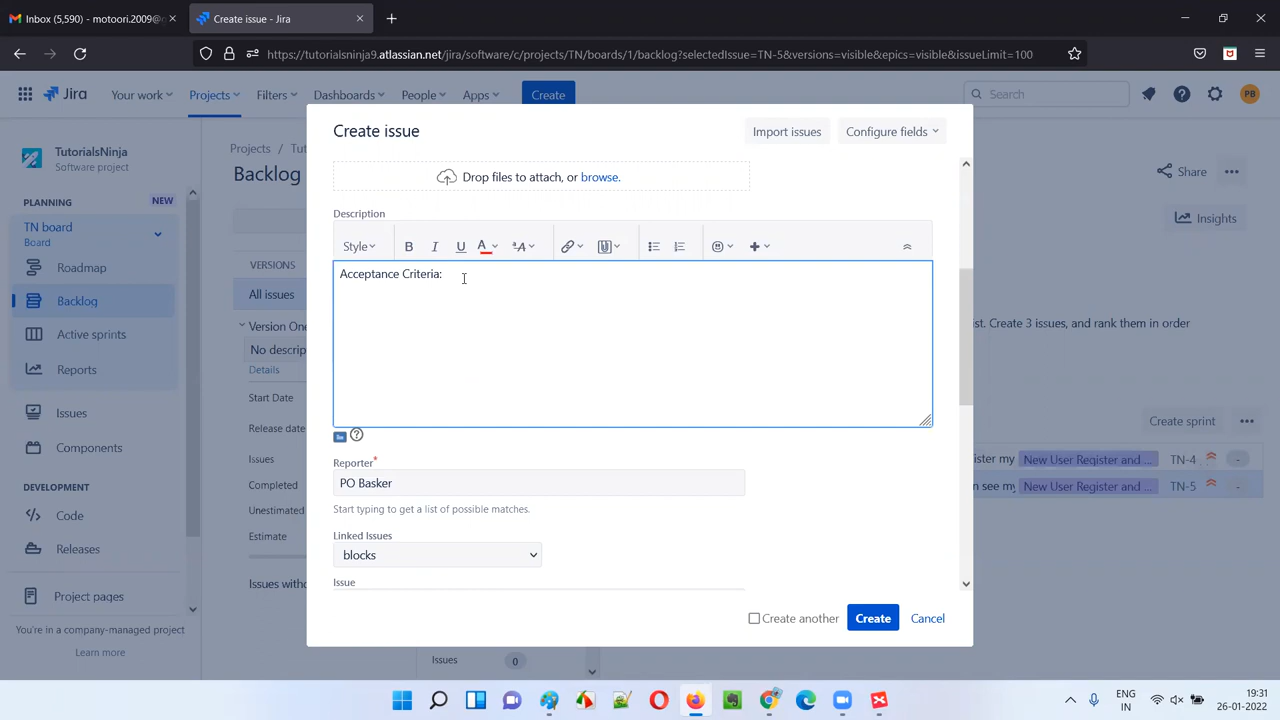 Inbox (5,590) - motoori.2009@g
Create issue - Jira
https://tutorialsninja9.atlassian.net/jira/software/c/projects/TN/boards/1/backlog?selectedIssue=TN-5&versions=visible&epics=visible&issueLimit=100
Jira
Your work
Projects
Filters
Dashboards
People
Apps
Create
Search
PB
TutorialsNinja
Software project
PLANNING
NEW
TN board
Board
Roadmap
Backlog
Active sprints
Reports
Issues
Components
DEVELOPMENT
Code
Releases
Project pages
You're in a company-managed project
Learn more
Projects / Tut
Backlog
VERSIONS
All issues
Version One
No descrip
Details
Start Date
Release date
Issues
Completed
Unestimated
Estimate
Issues witho
Issues 0
Share
Insights
ist. Create 3 issues, and rank them in order
Create sprint
ister my New User Register and ... TN-4 -
n see my New User Register and ... TN-5 -
Create issue
Import issues
Configure fields
Drop files to attach, or browse.
Description
Style
B I U A A
Acceptance Criteria:
Reporter*
PO Basker
Start typing to get a list of possible matches.
Linked Issues
blocks
Issue
Create another
Create
Cancel
ENG
IN
19:31
26-01-2022